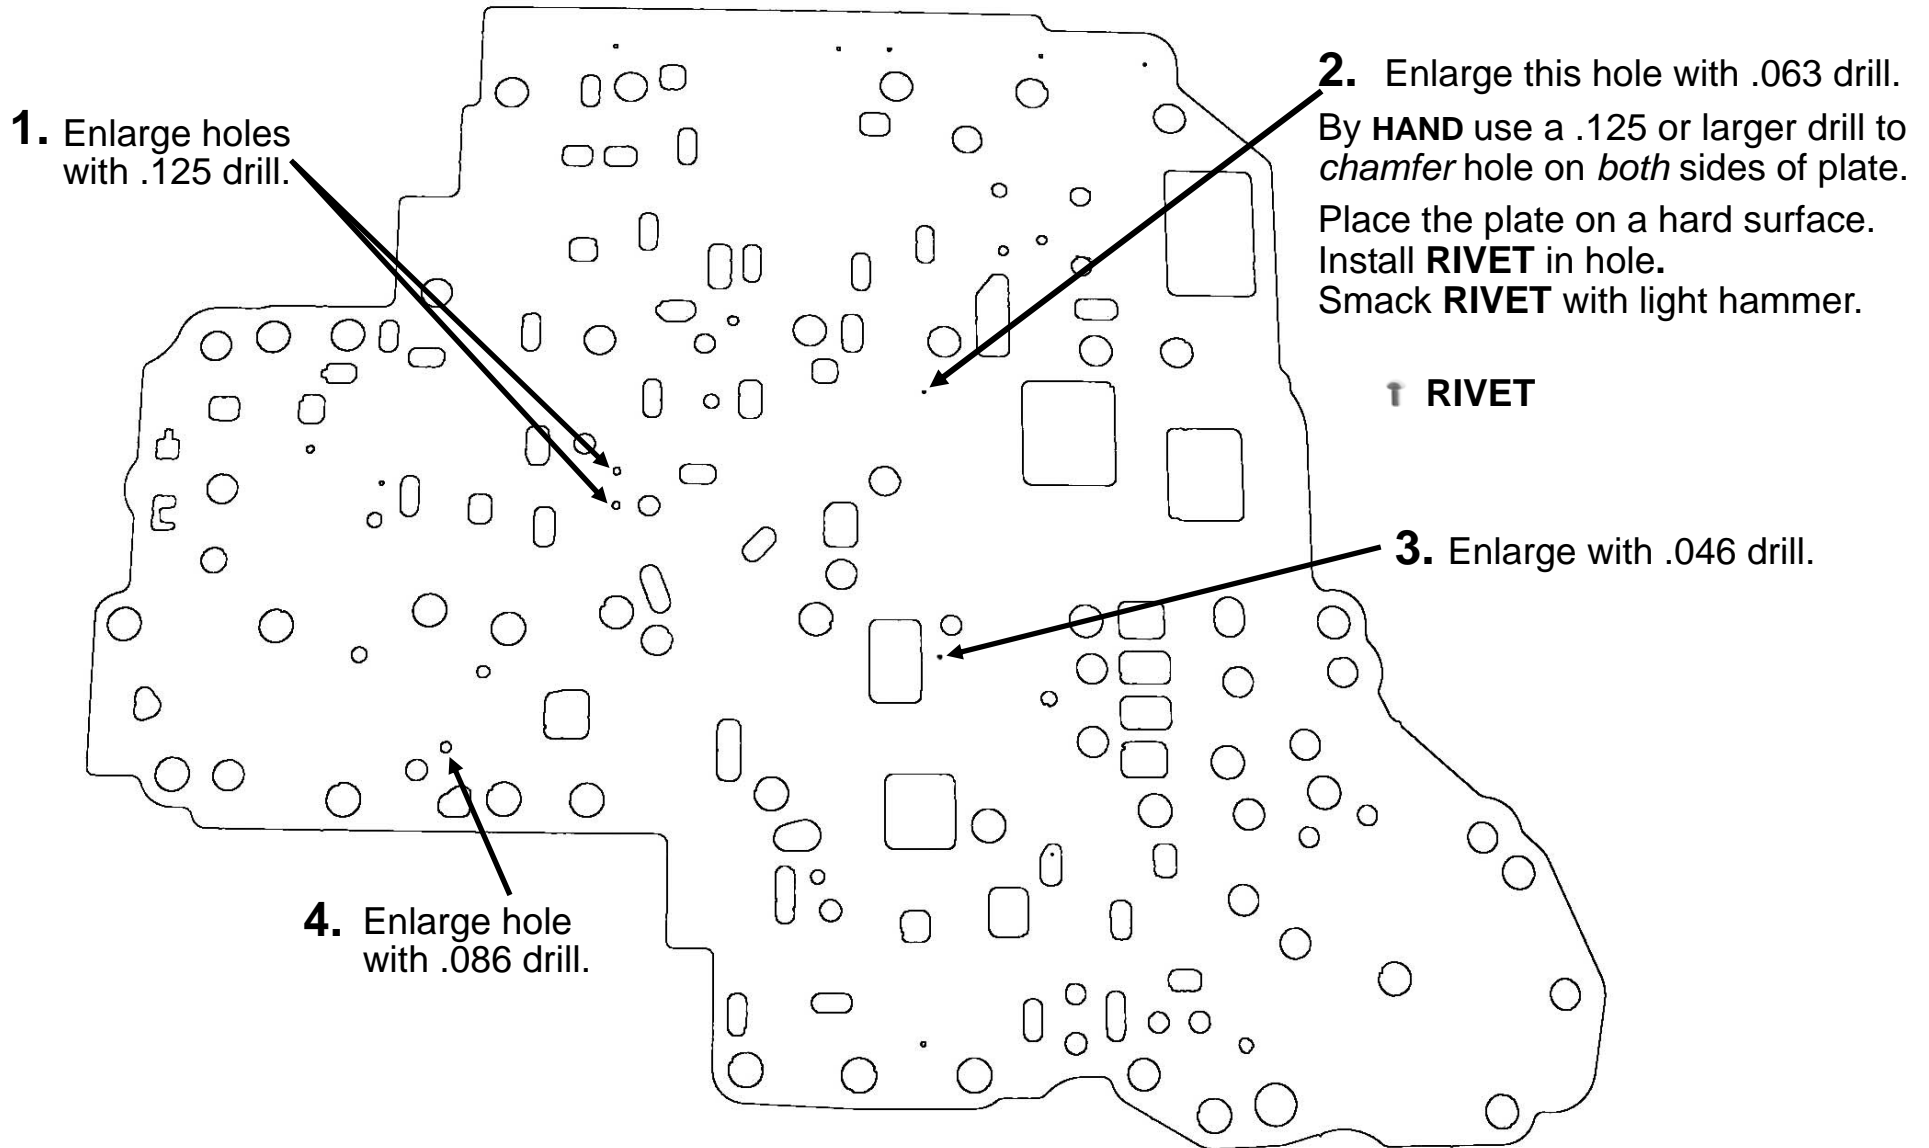 1. Enlarge holes
with .125 drill.
2. Enlarge this hole with .063 drill.
By HAND use a .125 or larger drill to
chamfer hole on both sides of plate.
Place the plate on a hard surface.
Install RIVET in hole.
Smack RIVET with light hammer.
RIVET
3. Enlarge with .046 drill.
4. Enlarge hole
with .086 drill.